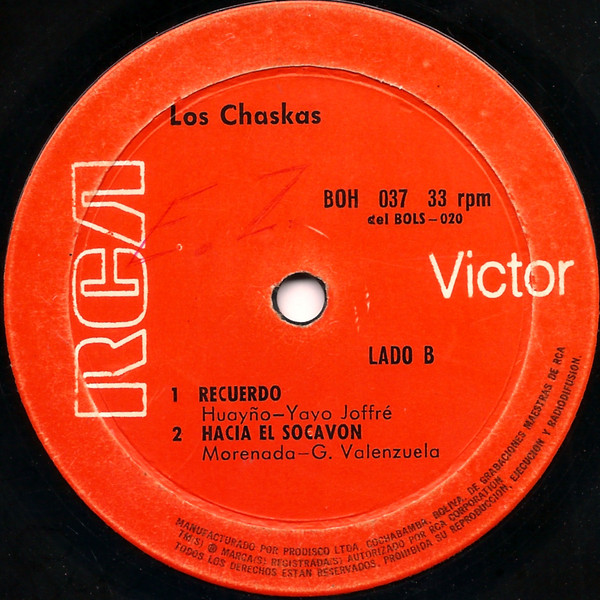 Los Chaskas
E.Z.
BOH 037 33 rpm
del BOLS-020
RCA
Victor
LADO B
1 RECUERDO
Huayño-Yayo Joffré
2 HACIA EL SOCAVON
Morenada-G. Valenzuela
MANUFACTURADO POR PRODISCO LTDA. COCHABAMBA, BOLIVIA, DE GRABACIONES MAESTRAS DE RCA
TM(S) ® MARCA(S) REGISTRADA(S) AUTORIZADO POR RCA CORPORATION
TODOS LOS DERECHOS ESTAN RESERVADOS. PROHIBIDA SU REPRODUCCION, EJECUCION Y RADIODIFUSION.